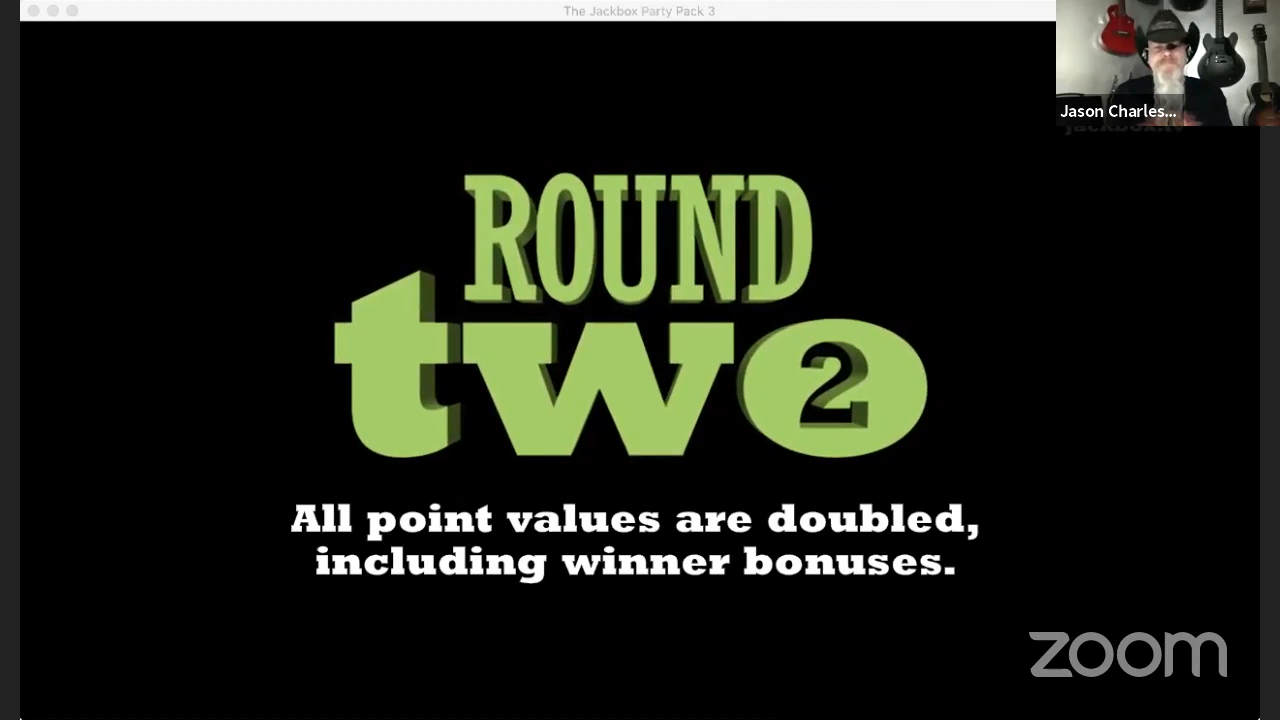 The Jackbox Party Pack 3
Jason Charles...
ROUND
two
2
All point values are doubled,
including winner bonuses.
zoom